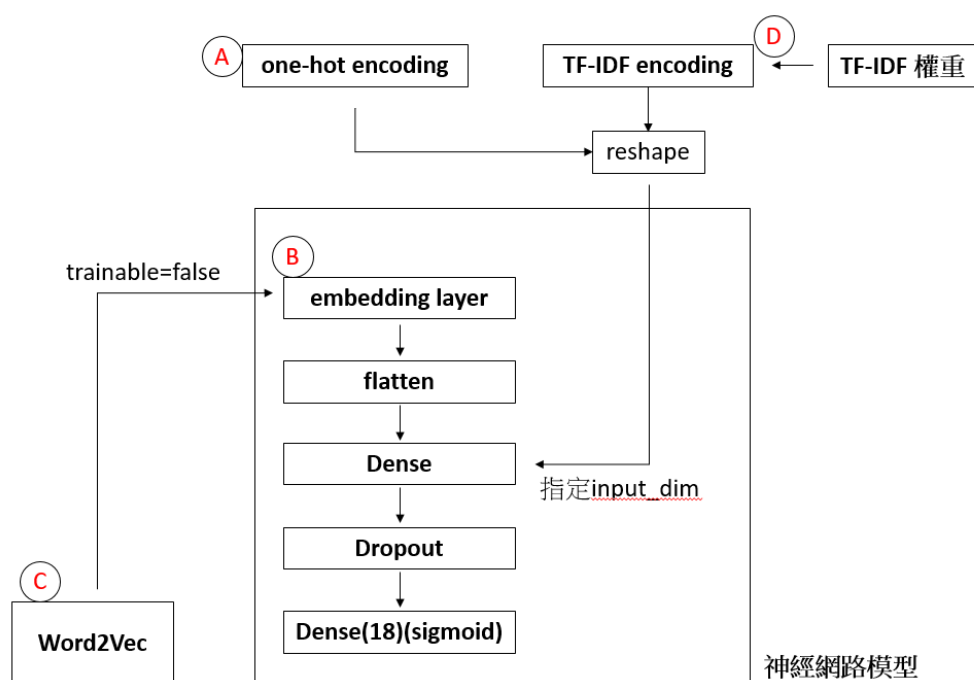 A
one-hot encoding
TF-IDF encoding
D
TF-IDF 權重
reshape
trainable=false
B
embedding layer
flatten
Dense
指定input_dim
Dropout
C
Word2Vec
Dense(18)(sigmoid)
神經網路模型